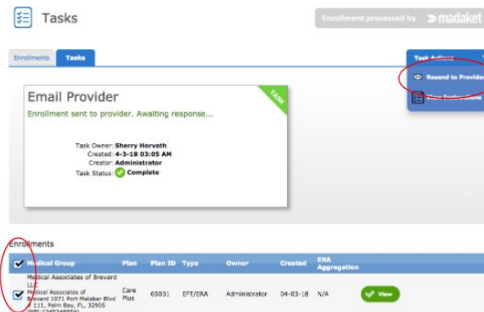 Tasks
Enrollment processed by madaket
Enrollments Tasks
Task Actions
Resend to Provider
Email Provider
TASK
Enrollment sent to provider. Awaiting response...
Task Owner: Sherry Horvath
Created: 4-3-18 03:05 AM
Creator: Administrator
Task Status: Complete
Enrollments
Medical Group Plan Plan ID Type Owner Created ERA Aggregation
Medical Associates of Brevard
LLC
Medical Associates of
Brevard 1071 Port Malabar Blvd
# 111, Palm Bay, FL, 32905
Care
Plus
65031 EFT/ERA Administrator 04-03-18 N/A View